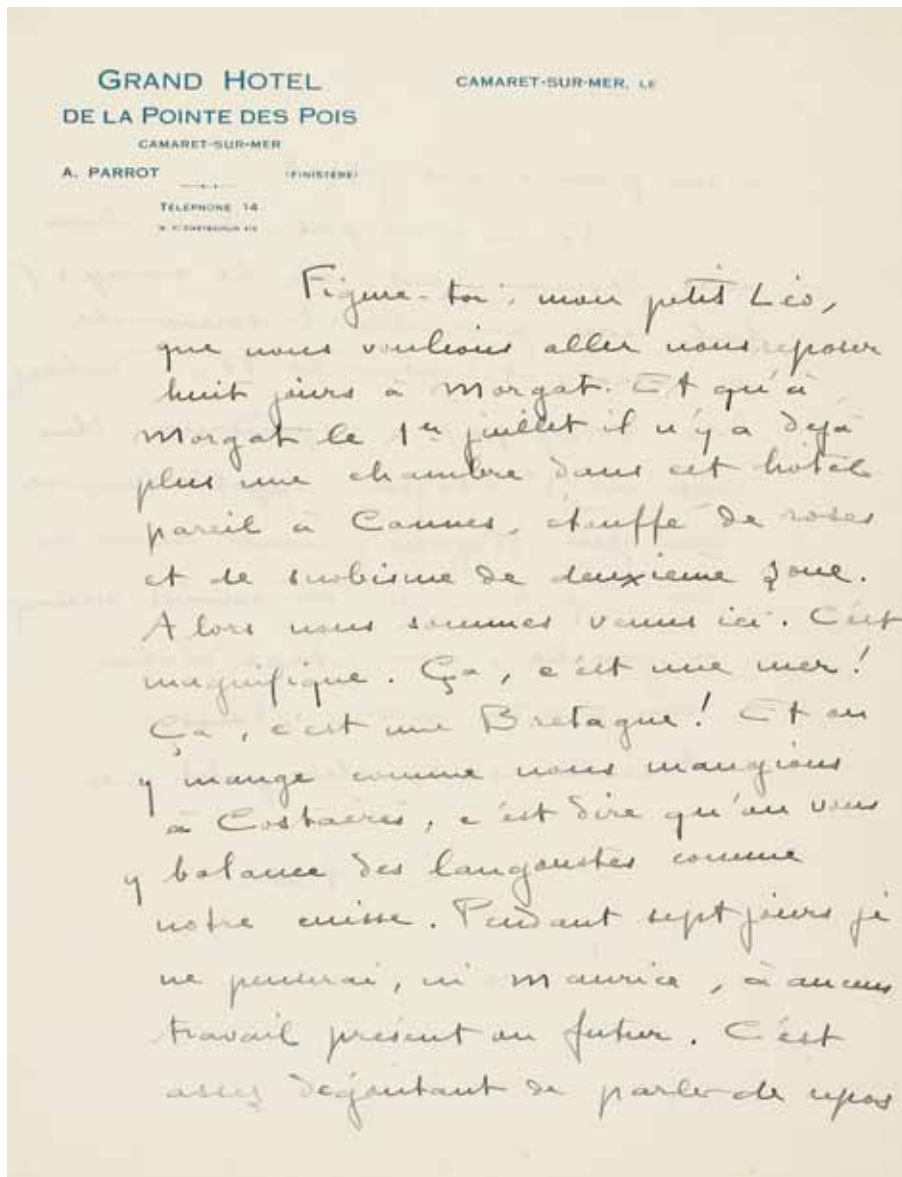 GRAND HOTEL
DE LA POINTE DES POIS
CAMARET-SUR-MER
A. PARROT (FINISTÈRE)
TÉLÉPHONE 14
CAMARET-SUR-MER, LE
Figure-toi, mon petit Léo,
que nous voulions aller nous reposer
huit jours à Morgat. Et qu'à
Morgat le 1er juillet il n'y a déjà
plus une chambre dans cet hôtel
pareil à Cannes, étouffé de roses
et de snobisme de deuxième zone.
Alors nous sommes venus ici. C'est
magnifique. Ça, c'est une mer!
Ça, c'est une Bretagne! Et on
y mange comme nous mangions
à Costaérès, c'est dire qu'on vous
y balance des langoustes comme
notre cuisse. Pendant sept jours je
ne penserai, ni Maurice, à aucun
travail présent ou futur. C'est
assez dégoûtant de parler de repos